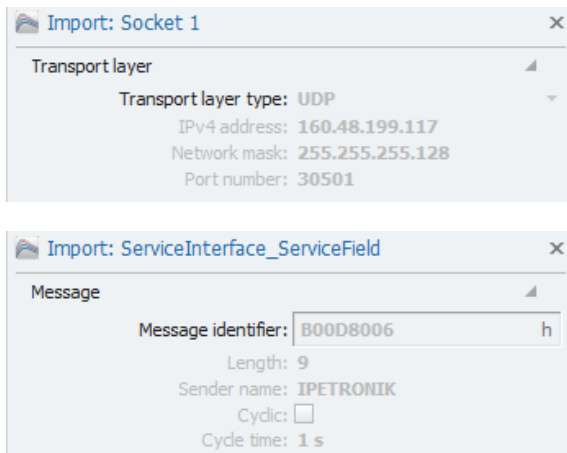 Import: Socket 1
Transport layer
Transport layer type: UDP
IPv4 address: 160.48.199.117
Network mask: 255.255.255.128
Port number: 30501
Import: ServiceInterface_ServiceField
Message
Message identifier: B00D8006 h
Length: 9
Sender name: IPETRONIK
Cyclic:
Cycle time: 1 s